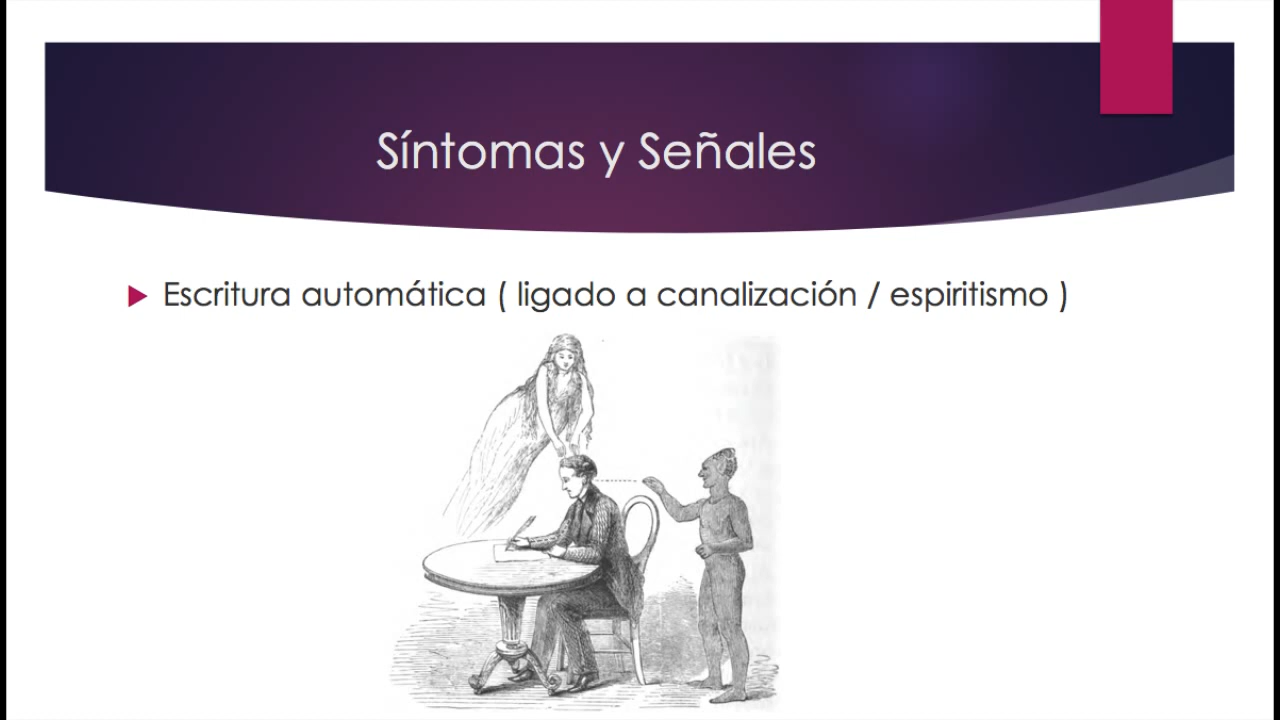 Síntomas y Señales
Escritura automática ( ligado a canalización / espiritismo )